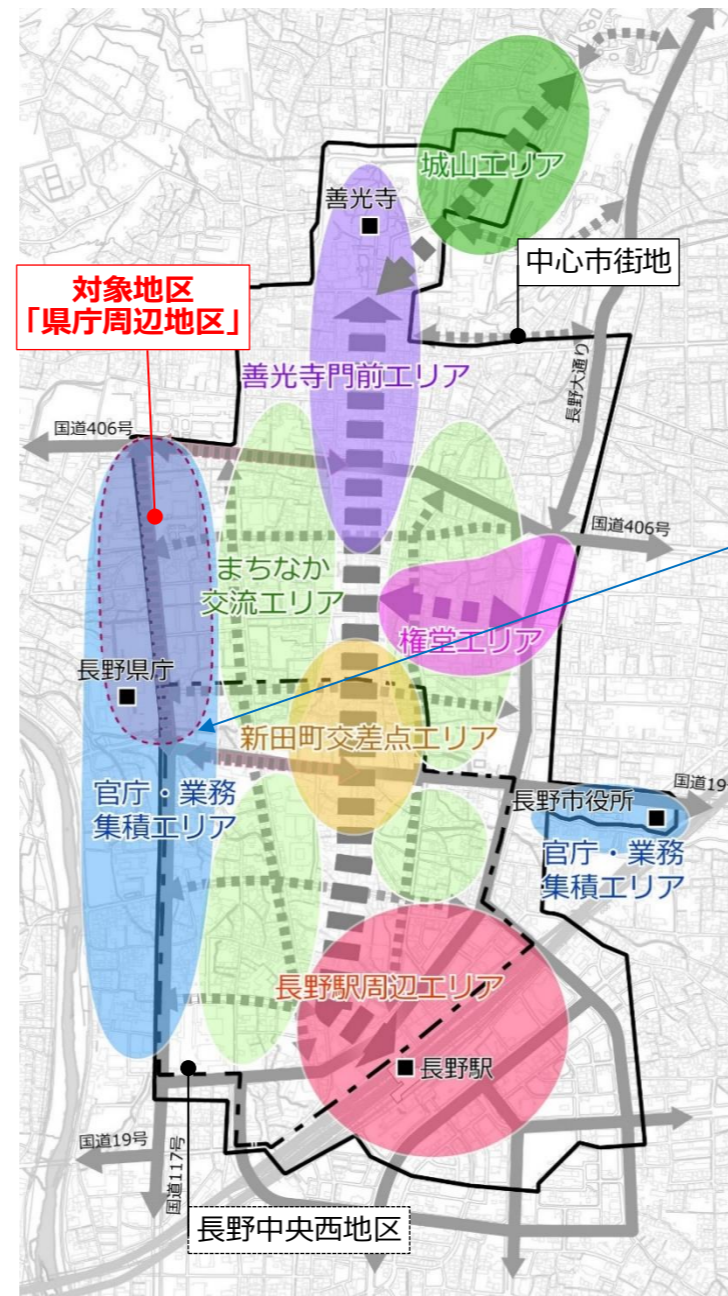 城山エリア
善光寺
中心市街地
対象地区
「県庁周辺地区」
長野大通り
善光寺門前エリア
国道406号
国道406号
まちなか
交流エリア
権堂エリア
長野県庁
新田町交差点エリア
官庁・業務
集積エリア
国道19
長野市役所
官庁・業務
集積エリア
長野駅周辺エリア
長野駅
国道19号
国道117号
長野中央西地区